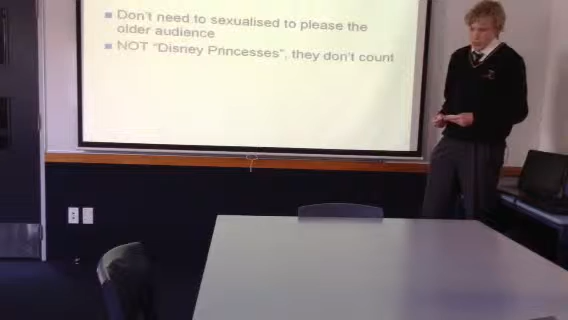 Don't need to sexualised to please the
older audience
NOT "Disney Princesses", they don't count